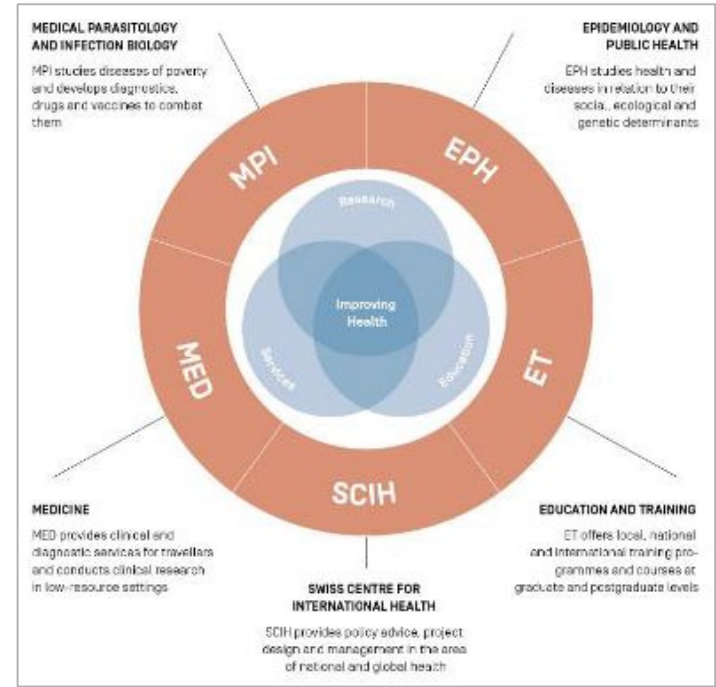 MEDICAL PARASITOLOGY
AND INFECTION BIOLOGY
MPI studies diseases of poverty
and develops diagnostics,
drugs and vaccines to combat
them
EPIDEMIOLOGY AND
PUBLIC HEALTH
EPH studies health and
diseases in relation to their
social, ecological and
genetic determinants
MPI
EPH
Research
Improving
Health
Services
Education
MED
ET
SCIH
MEDICINE
MED provides clinical and
diagnostic services for travellers
and conducts clinical research
in low-resource settings
SWISS CENTRE FOR
INTERNATIONAL HEALTH
SCIH provides policy advice, project
design and management in the area
of national and global health
EDUCATION AND TRAINING
ET offers local, national
and international training pro-
grammes and courses at
graduate and postgraduate levels